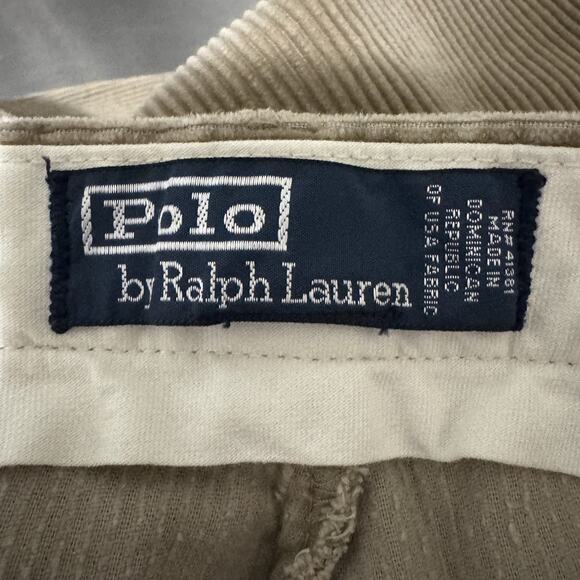 Polo
by Ralph Lauren
RN# 41381
MADE IN
DOMINICAN
REPUBLIC
OF USA FABRIC